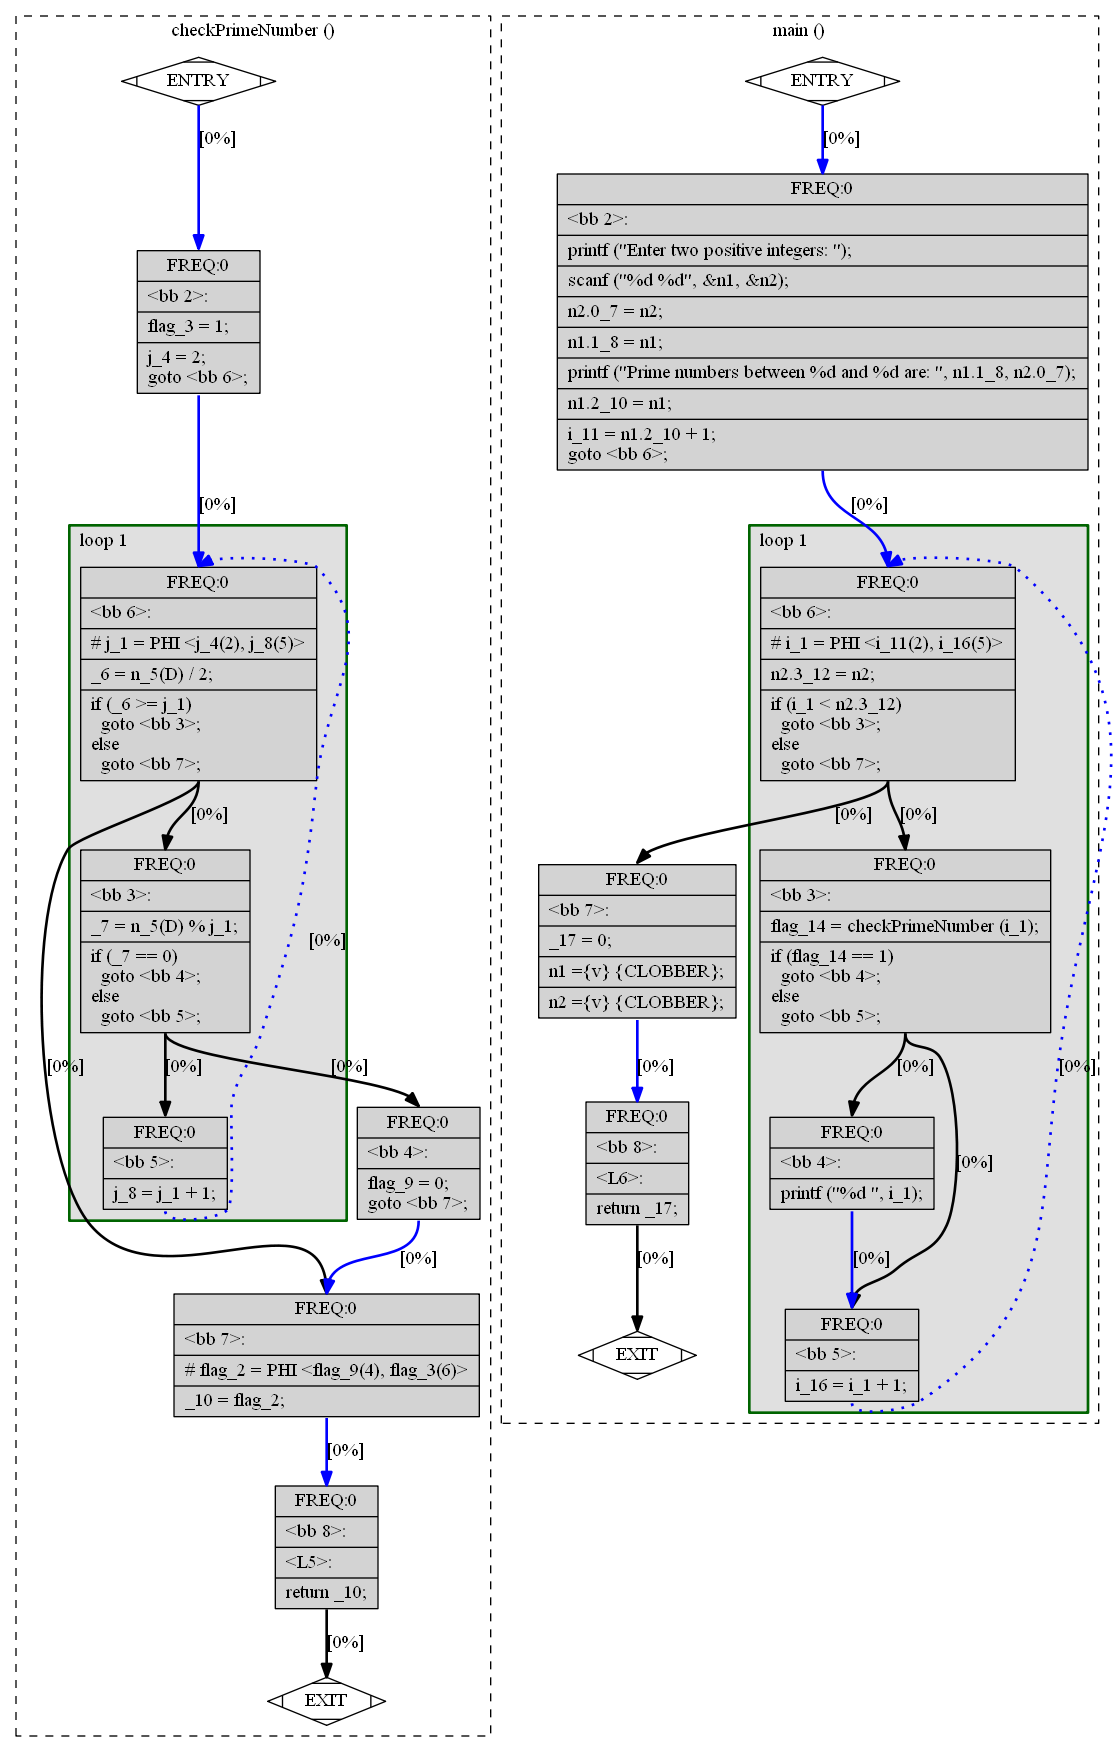 checkPrimeNumber ()
ENTRY
[0%]
FREQ:0
<bb 2>:
flag_3 = 1;
j_4 = 2;
goto <bb 6>;
[0%]
loop 1
FREQ:0
<bb 6>:
# j_1 = PHI <j_4(2), j_8(5)>
_6 = n_5(D) / 2;
if (_6 >= j_1)
goto <bb 3>;
else
goto <bb 7>;
[0%]
FREQ:0
<bb 3>:
_7 = n_5(D) % j_1;
if (_7 == 0)
goto <bb 4>;
else
goto <bb 5>;
[0%]
[0%]
[0%]
[0%]
FREQ:0
<bb 5>:
j_8 = j_1 + 1;
FREQ:0
<bb 4>:
flag_9 = 0;
goto <bb 7>;
[0%]
FREQ:0
<bb 7>:
# flag_2 = PHI <flag_9(4), flag_3(6)>
_10 = flag_2;
[0%]
FREQ:0
<bb 8>:
<L5>:
return _10;
[0%]
EXIT
main ()
ENTRY
[0%]
FREQ:0
<bb 2>:
printf ("Enter two positive integers: ");
scanf ("%d %d", &n1, &n2);
n2.0_7 = n2;
n1.1_8 = n1;
printf ("Prime numbers between %d and %d are: ", n1.1_8, n2.0_7);
n1.2_10 = n1;
i_11 = n1.2_10 + 1;
goto <bb 6>;
[0%]
loop 1
FREQ:0
<bb 6>:
# i_1 = PHI <i_11(2), i_16(5)>
n2.3_12 = n2;
if (i_1 < n2.3_12)
goto <bb 3>;
else
goto <bb 7>;
[0%]
[0%]
FREQ:0
<bb 7>:
_17 = 0;
n1 ={v} {CLOBBER};
n2 ={v} {CLOBBER};
[0%]
FREQ:0
<bb 8>:
<L6>:
return _17;
[0%]
EXIT
FREQ:0
<bb 3>:
flag_14 = checkPrimeNumber (i_1);
if (flag_14 == 1)
goto <bb 4>;
else
goto <bb 5>;
[0%]
[0%]
FREQ:0
<bb 4>:
printf ("%d ", i_1);
[0%]
[0%]
FREQ:0
<bb 5>:
i_16 = i_1 + 1;